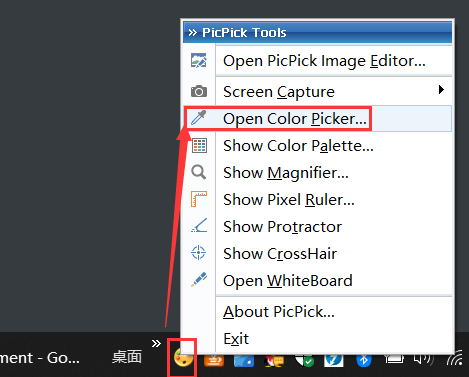 » PicPick Tools
Open PicPick Image Editor...
Screen Capture
Open Color Picker...
Show Color Palette...
Show Magnifier...
Show Pixel Ruler...
Show Protractor
Show CrossHair
Open WhiteBoard
About PicPick...
Exit
ment - Go... 桌面 »